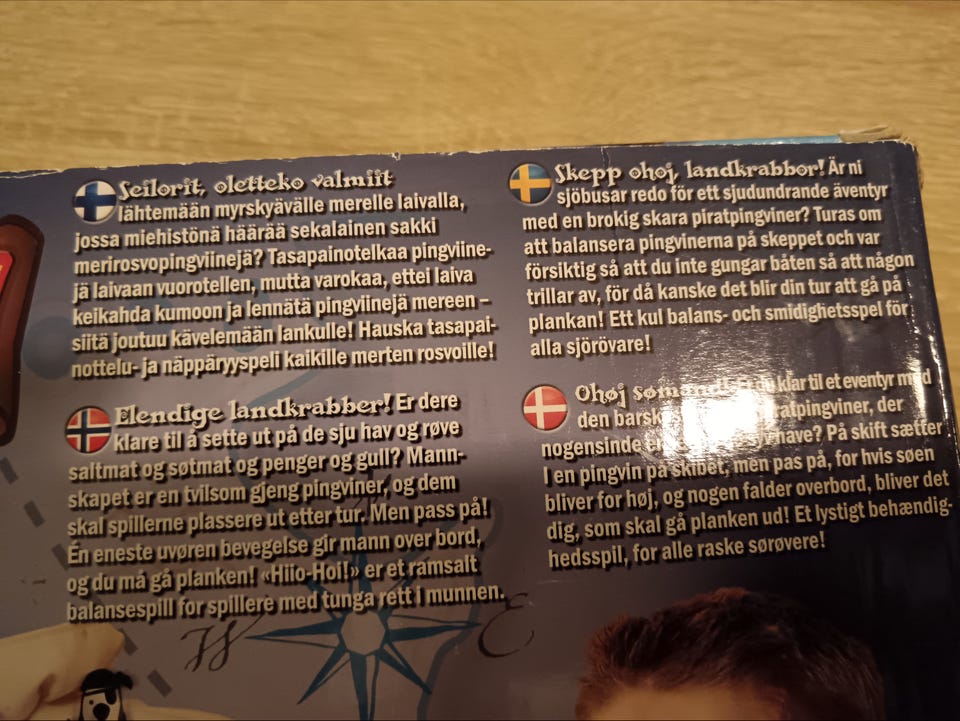 Seilorit, oletteko valmiit
lähtemään myrskyävälle merelle laivalla,
jossa miehistönä häärää sekalainen sakki
merirosvopingviinejä? Tasapainotelkaa pingviine-
jä laivaan vuorotellen, mutta varokaa, ettei laiva
keikahda kumoon ja lennätä pingviinejä mereen –
siitä joutuu kävelemään lankulle! Hauska tasapai-
nottelu- ja näppäryyspeli kaikille merten rosvoille!
Skepp ohoj, landkrabbor! Är ni
sjöbusar redo för ett sjudundrande äventyr
med en brokig skara piratpingviner? Turas om
att balansera pingvinerna på skeppet och var
försiktig så att du inte gungar båten så att någon
trillar av, för då kanske det blir din tur att gå på
plankan! Ett kul balans- och smidighetsspel för
alla sjörövare!
Elendige landkrabber! Er dere
klare til å sette ut på de sju hav og røve
saltmat og søtmat og penger og gull? Mann-
skapet er en tvilsom gjeng pingviner, og dem
skal spillerne plassere ut etter tur. Men pass på!
Én eneste uvøren bevegelse gir mann over bord,
og du må gå planken! «Hiio-Hoi!» er et ramsalt
balansespill for spillere med tunga rett i munnen.
Ohøj klar til et eventyr med
den der
nogensinde have? På skift sætter
I en pingvin på skibet, men pas på, for hvis søen
bliver for høj, og nogen falder overbord, bliver det
dig, som skal gå planken ud! Et lystigt behændig-
hedsspil, for alle raske sørøvere!
W
E